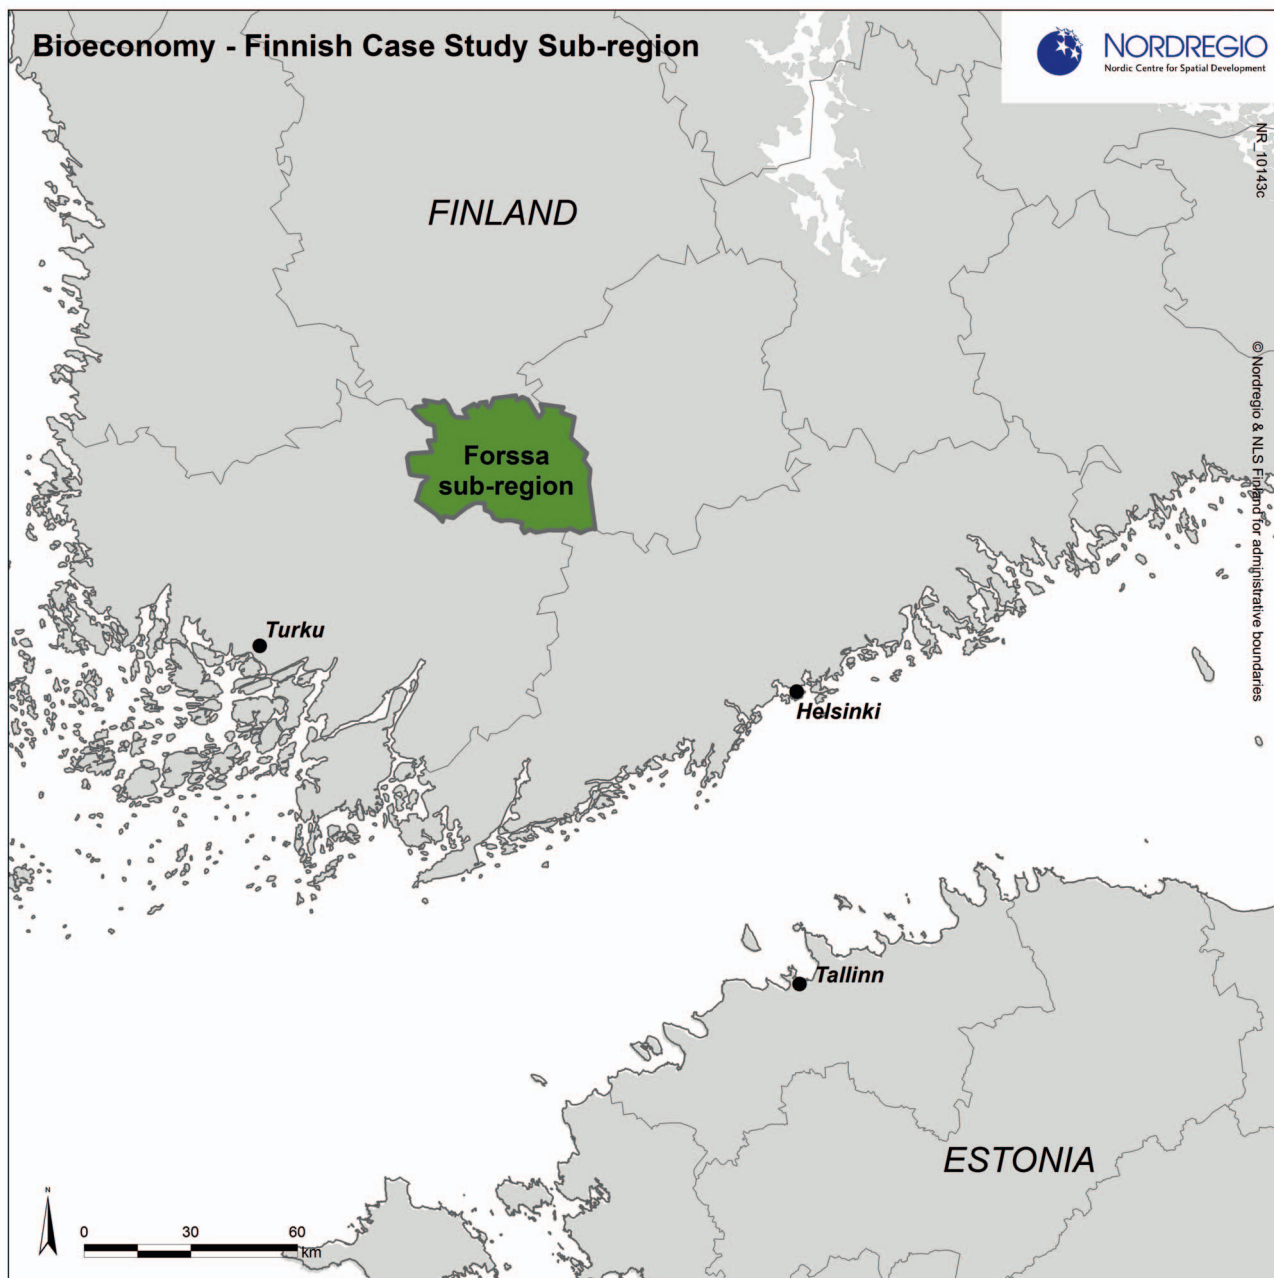 Bioeconomy - Finnish Case Study Sub-region
NORDREGIO
Nordic Centre for Spatial Development
NR_10143c
FINLAND
© Nordregio & NLS Finland for administrative boundaries
Forssa
sub-region
Turku
Helsinki
Tallinn
ESTONIA
N
0 30 60
km